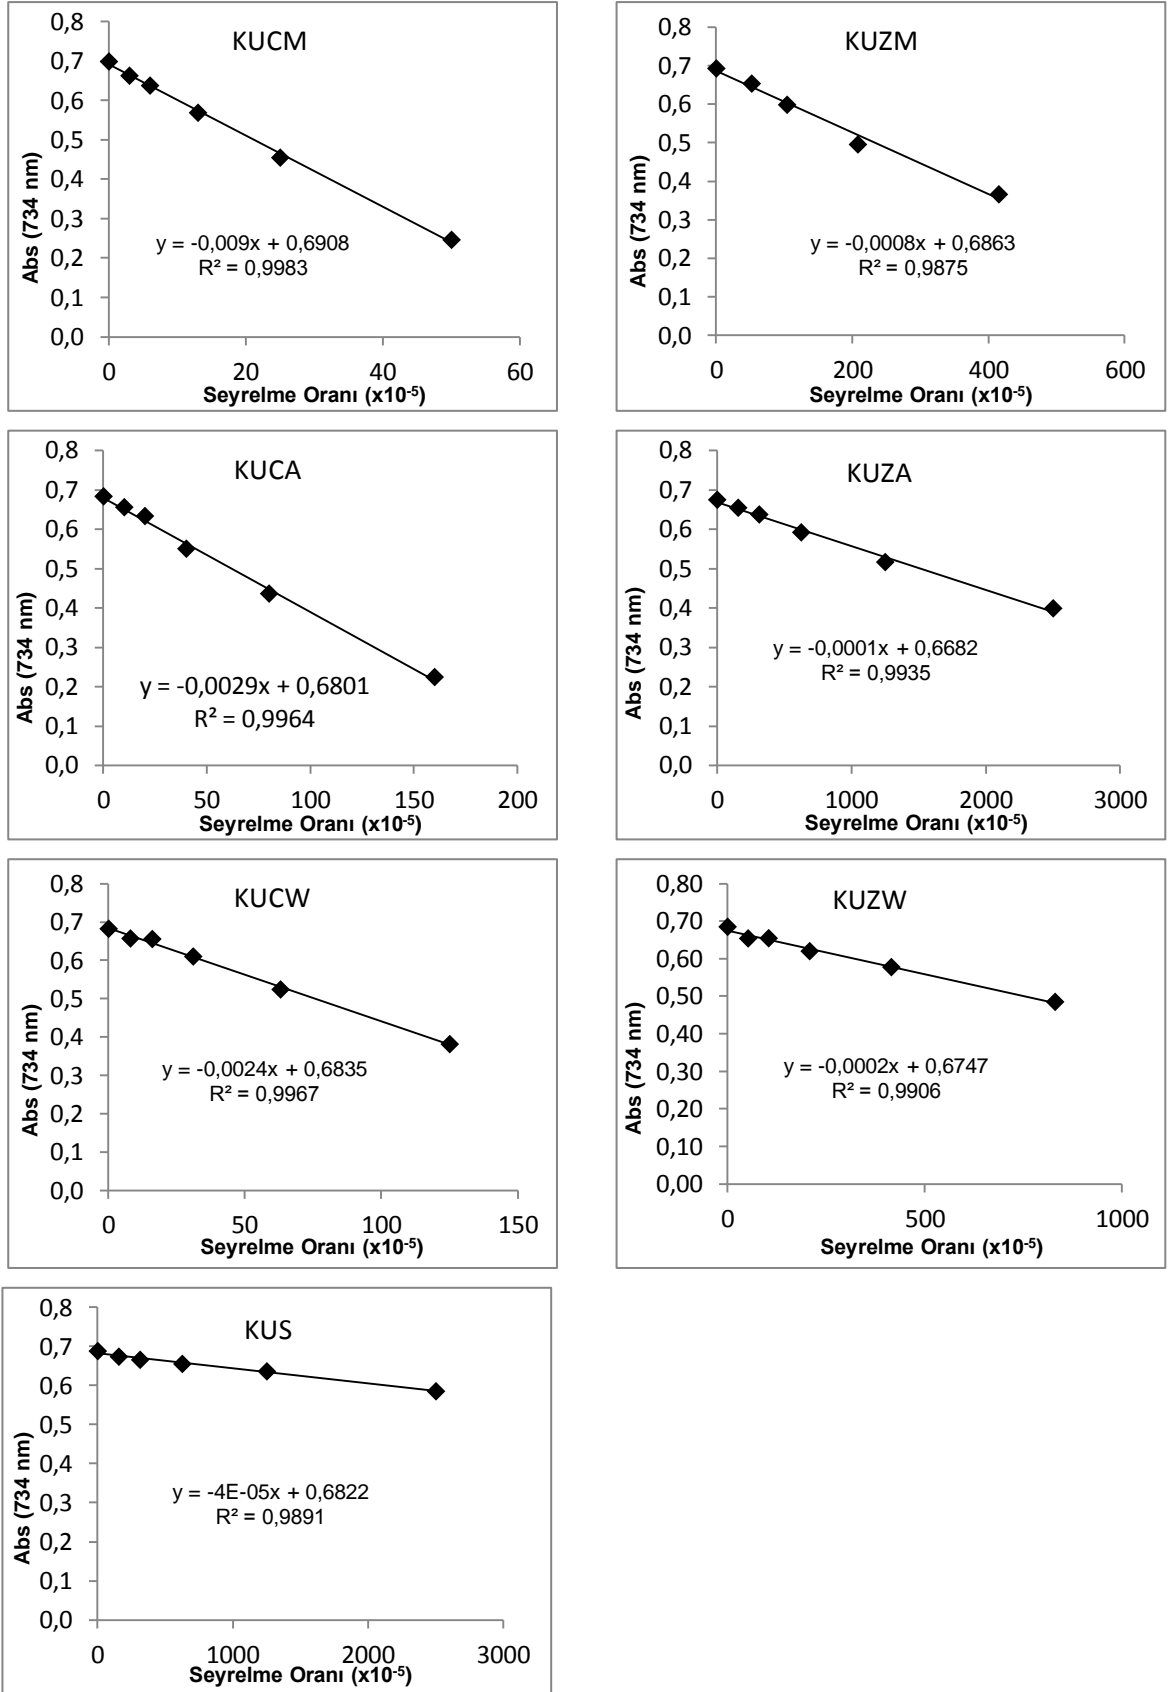 KUCM
0,8
0,7
0,6
0,5
0,4
0,3
0,2
0,1
0,0
Abs (734 nm)
y = -0,009x + 0,6908
R² = 0,9983
0 20 40 60
Seyrelme Oranı (x10-5)
KUZM
0,8
0,7
0,6
0,5
0,4
0,3
0,2
0,1
0,0
Abs (734 nm)
y = -0,0008x + 0,6863
R² = 0,9875
0 200 400 600
Seyrelme Oranı (x10-5)
KUCA
0,8
0,7
0,6
0,5
0,4
0,3
0,2
0,1
0,0
Abs (734 nm)
y = -0,0029x + 0,6801
R² = 0,9964
0 50 100 150 200
Seyrelme Oranı (x10-5)
KUZA
0,8
0,7
0,6
0,5
0,4
0,3
0,2
0,1
0,0
Abs (734 nm)
y = -0,0001x + 0,6682
R² = 0,9935
0 1000 2000 3000
Seyrelme Oranı (x10-5)
KUCW
0,8
0,7
0,6
0,5
0,4
0,3
0,2
0,1
0,0
Abs (734 nm)
y = -0,0024x + 0,6835
R² = 0,9967
0 50 100 150
Seyrelme Oranı (x10-5)
KUZW
0,80
0,70
0,60
0,50
0,40
0,30
0,20
0,10
0,00
Abs (734 nm)
y = -0,0002x + 0,6747
R² = 0,9906
0 500 1000
Seyrelme Oranı (x10-5)
KUS
0,8
0,7
0,6
0,5
0,4
0,3
0,2
0,1
0,0
Abs (734 nm)
y = -4E-05x + 0,6822
R² = 0,9891
0 1000 2000 3000
Seyrelme Oranı (x10-5)